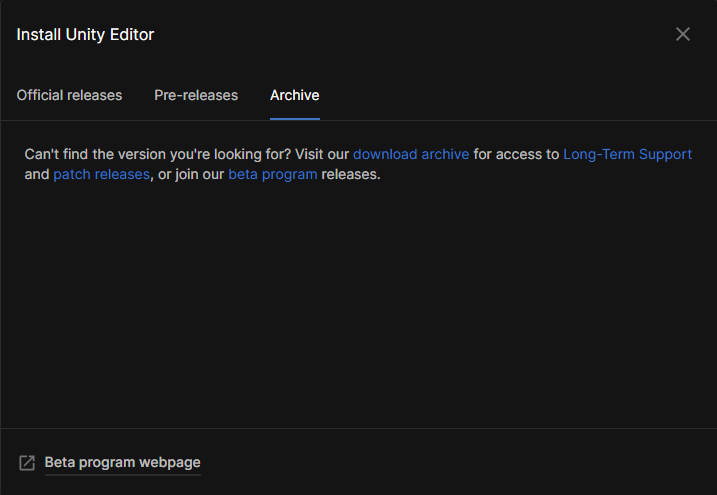 Install Unity Editor
Official releases Pre-releases Archive
Can't find the version you're looking for? Visit our download archive for access to Long-Term Support
and patch releases, or join our beta program releases.
Beta program webpage